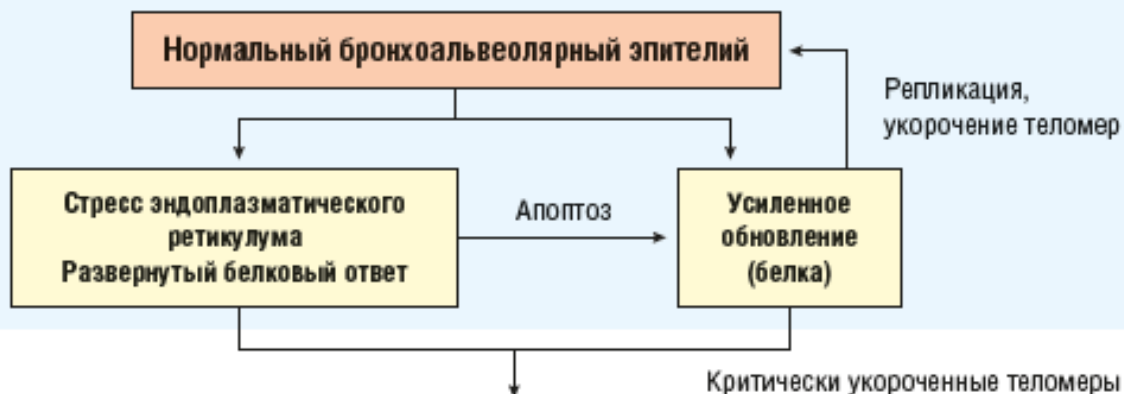 Нормальный бронхоальвеолярный эпителий
Репликация,
укорочение теломер
Стресс эндоплазматического
ретикулума
Развернутый белковый ответ
Апоптоз
Усиленное
обновление
(белка)
Критически укороченные теломеры